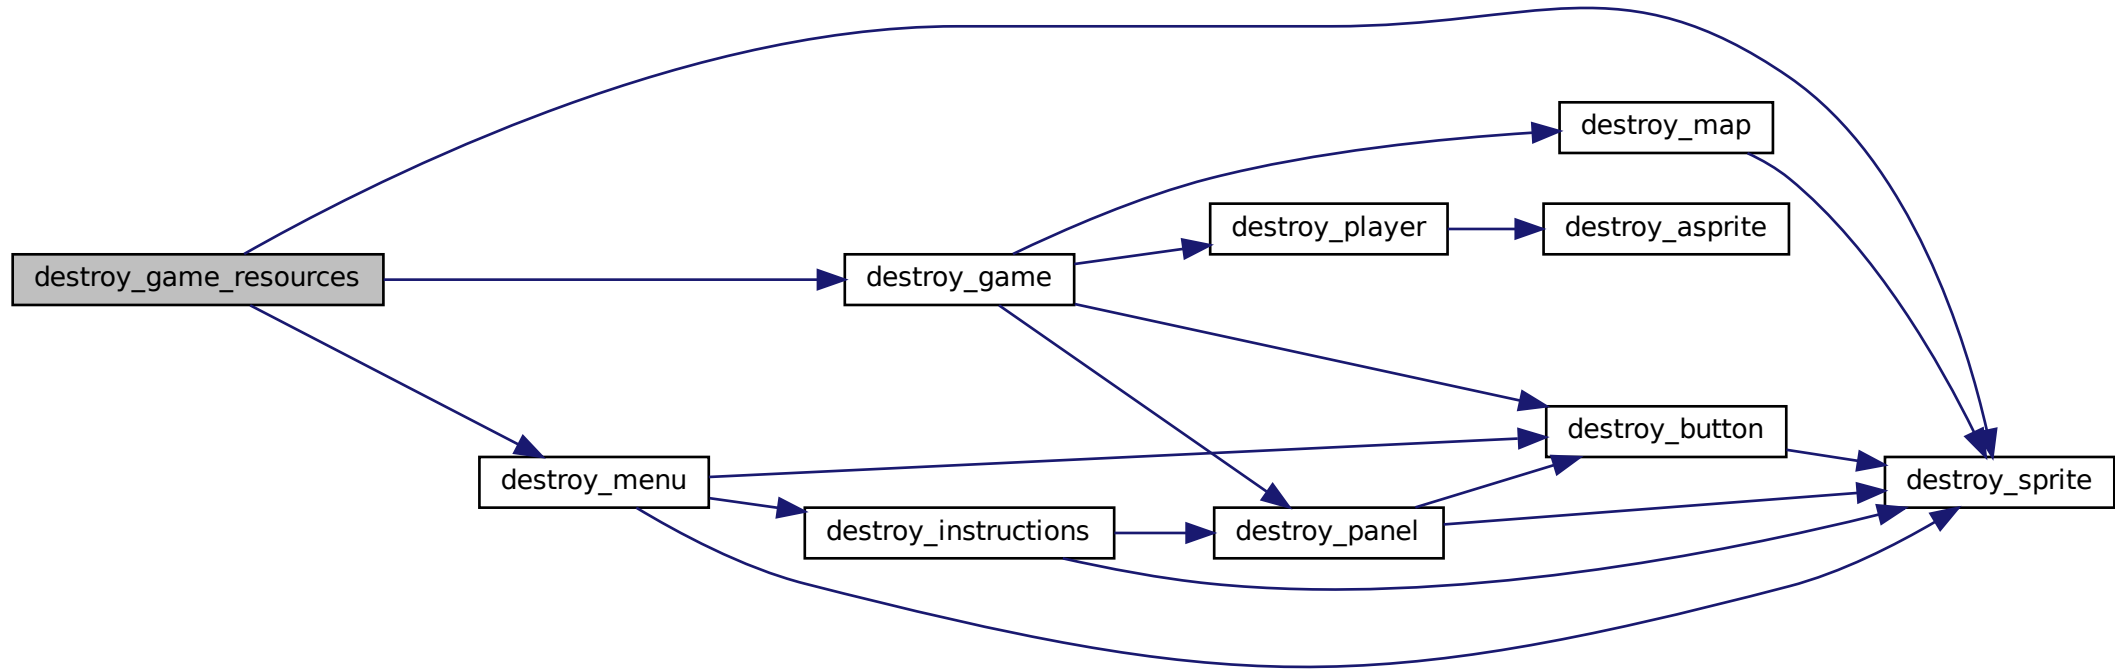 destroy_map
destroy_player
destroy_asprite
destroy_game_resources
destroy_game
destroy_button
destroy_menu
destroy_sprite
destroy_instructions
destroy_panel